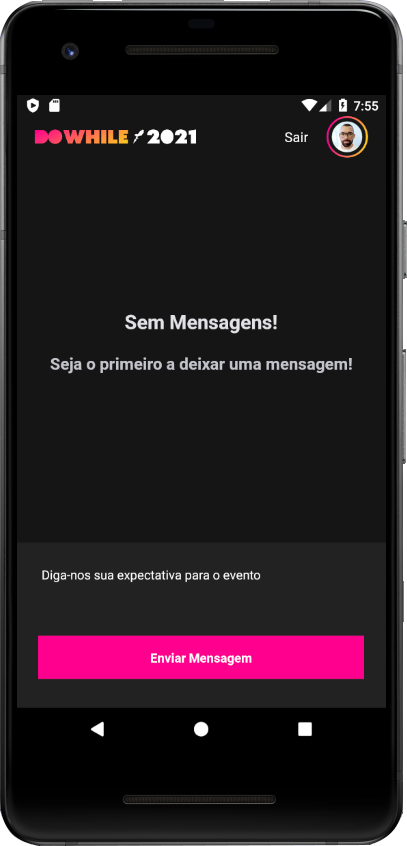 7:55
DOWHILE 2021
Sair
Sem Mensagens!
Seja o primeiro a deixar uma mensagem!
Diga-nos sua expectativa para o evento
Enviar Mensagem